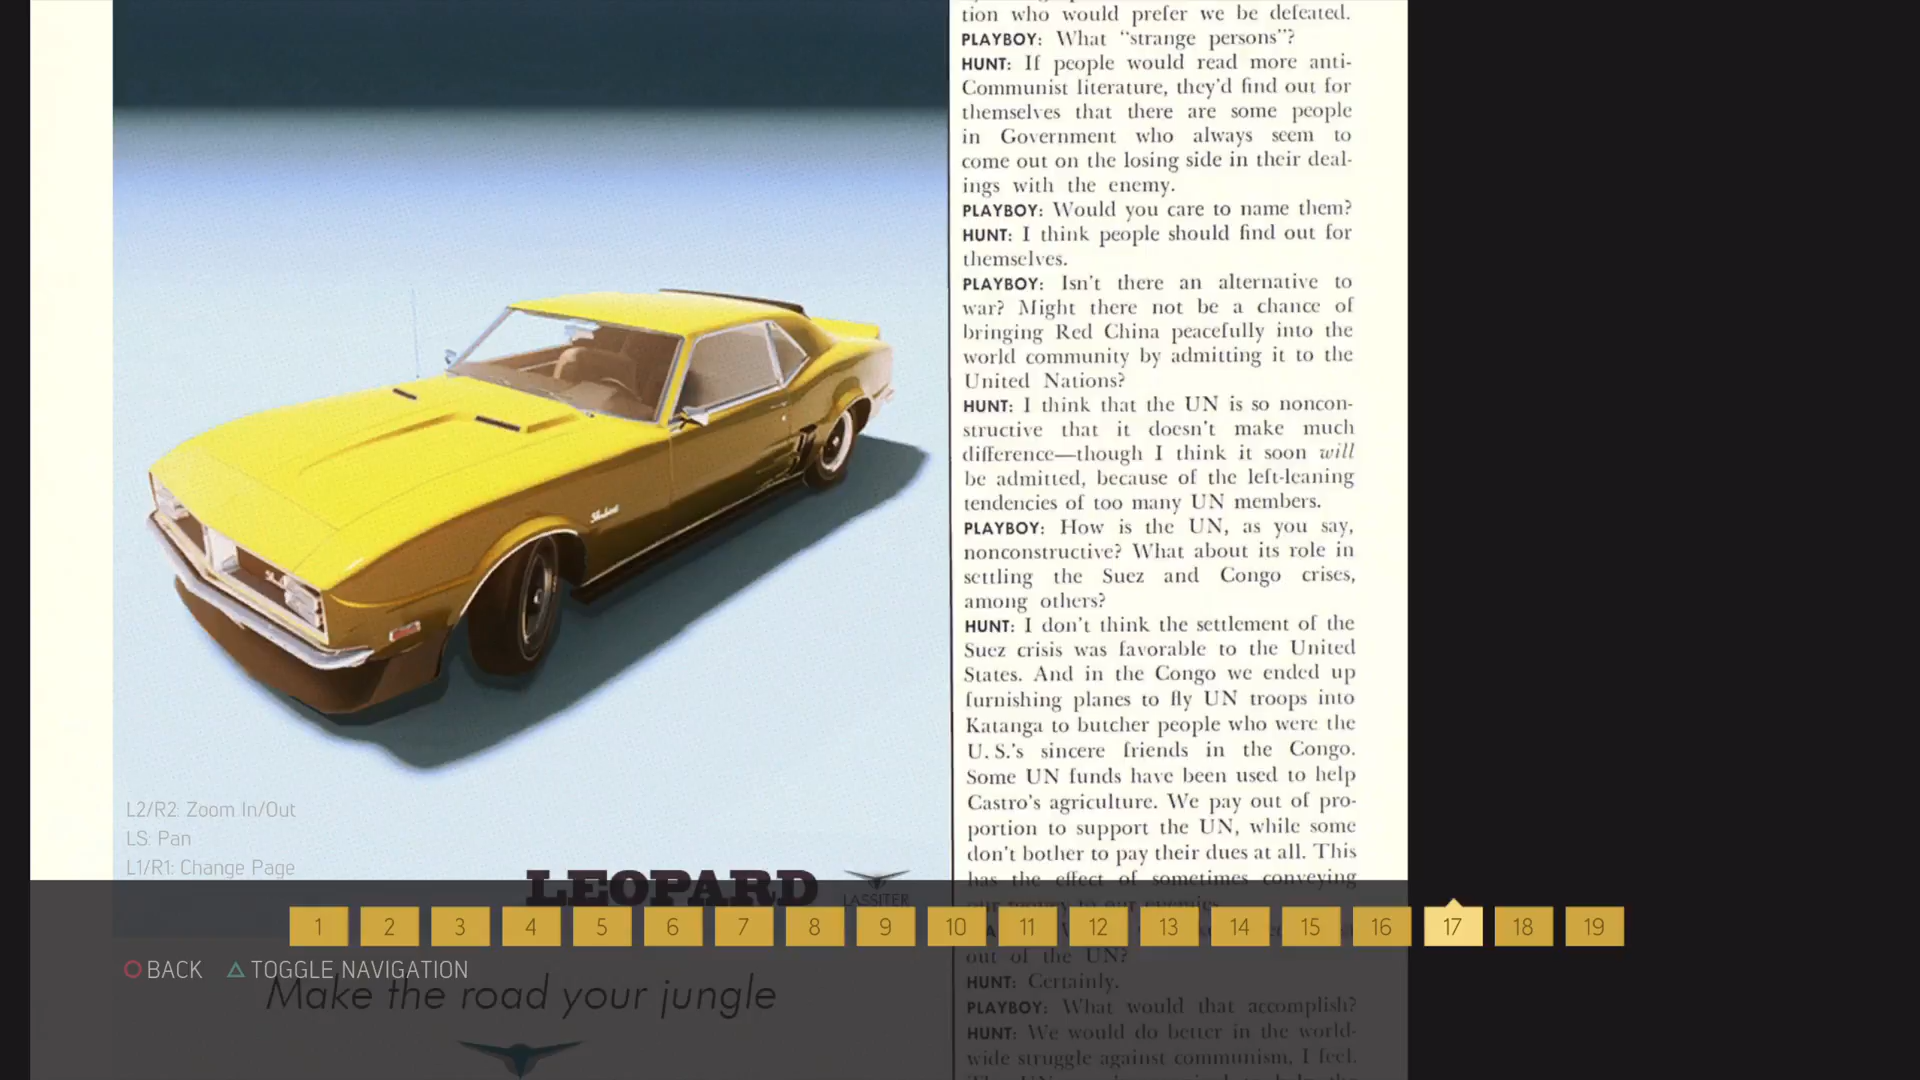 tion who would prefer we be defeated.
PLAYBOY: What “strange persons”?
HUNT: If people would read more anti-
Communist literature, they'd find out for
themselves that there are some people
in Government who always seem to
come out on the losing side in their deal-
ings with the enemy.
PLAYBOY: Would you care to name them?
HUNT: I think people should find out for
themselves.
PLAYBOY: Isn't there an alternative to
war? Might there not be a chance of
bringing Red China peacefully into the
world community by admitting it to the
United Nations?
HUNT: I think that the UN is so noncon-
structive that it doesn't make much
difference—though I think it soon will
be admitted, because of the left-leaning
tendencies of too many UN members.
PLAYBOY: How is the UN, as you say,
nonconstructive? What about its role in
settling the Suez and Congo crises,
among others?
HUNT: I don't think the settlement of the
Suez crisis was favorable to the United
States. And in the Congo we ended up
furnishing planes to fly UN troops into
Katanga to butcher people who were the
U.S.'s sincere friends in the Congo.
Some UN funds have been used to help
Castro's agriculture. We pay out of pro-
portion to support the UN, while some
don't bother to pay their dues at all. This
has the effect of sometimes conveying
our money to our enemies.
out of the UN?
HUNT: Certainly.
PLAYBOY: What would that accomplish?
HUNT: We would do better in the world-
wide struggle against communism, I feel.
L2/R2: Zoom In/Out
LS: Pan
L1/R1: Change Page
LEOPARD
LASSITER
1 2 3 4 5 6 7 8 9 10 11 12 13 14 15 16 17 18 19
BACK TOGGLE NAVIGATION
Make the road your jungle